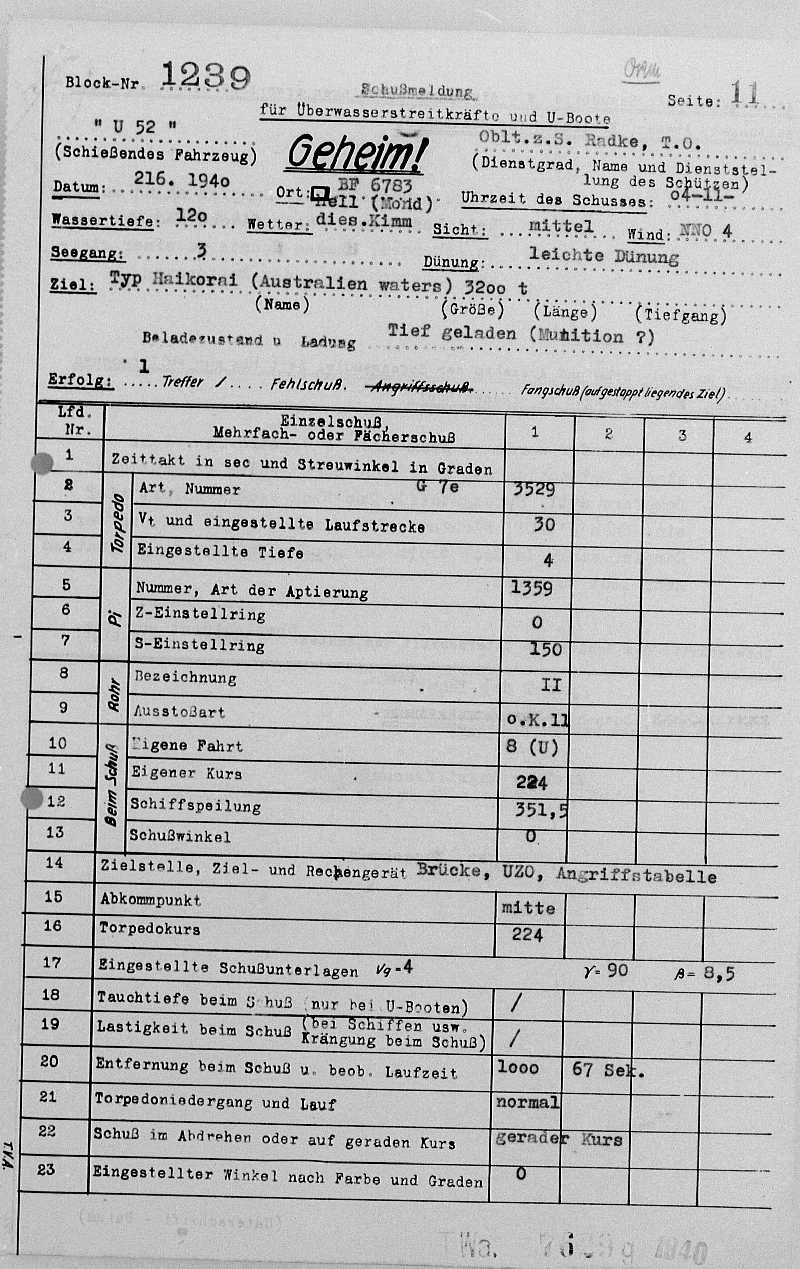 Block-Nr. 1239
Schußmeldung
für Überwasserstreitkräfte und U-Boote
Seite: 11
" U 52 "
(Schießendes Fahrzeug)
Geheim!
Oblt.z.S. Radke, T.O.
(Dienstgrad, Name und Dienststel-
lung des Schützen)
Datum: 216. 1940 Ort: BF 6783 Uhrzeit des Schusses: 04-11-
Hell (Mond)
Wassertiefe: 120 Wetter: dies.Kimm Sicht: mittel Wind: NNO 4
Seegang: 3 Dünung: leichte Dünung
Ziel: Typ Haikorai (Australien waters) 3200 t
(Name) (Größe) (Länge) (Tiefgang)
Beladezustand u Ladung Tief geladen (Munition ?)
Erfolg: 1 Treffer / Fehlschuß. Angriffsschuß. Fangschuß (auf gestoppt liegendes Ziel)
Lfd. Nr. Einzelschuß, Mehrfach- oder Fächerschuß 1 2 3 4
1 Zeittakt in sec und Streuwinkel in Graden
Torpedo
2 Art, Nummer G 7e 3529
3 Vt und eingestellte Laufstrecke 30
4 Eingestellte Tiefe 4
Pi
5 Nummer, Art der Aptierung 1359
6 Z-Einstellring 0
7 S-Einstellring 150
Rohr
8 Bezeichnung II
9 Ausstoßart o.K.11
Beim Schuß
10 Eigene Fahrt 8 (U)
11 Eigener Kurs 224
12 Schiffspeilung 351,5
13 Schußwinkel 0
14 Zielstelle, Ziel- und Rechengerät Brücke, UZO, Angriffstabelle
15 Abkommpunkt mitte
16 Torpedokurs 224
17 Eingestellte Schußunterlagen Vg=4 γ= 90 β= 8,5
18 Tauchtiefe beim Schuß (nur bei U-Booten) /
19 Lastigkeit beim Schuß (bei Schiffen usw. Krängung beim Schuß) /
20 Entfernung beim Schuß u. beob. Laufzeit 1000 67 Sek.
21 Torpedoniedergang und Lauf normal
22 Schuß im Abdrehen oder auf geraden Kurs gerader Kurs
23 Eingestellter Winkel nach Farbe und Graden 0
TVA.
TWa. 1940